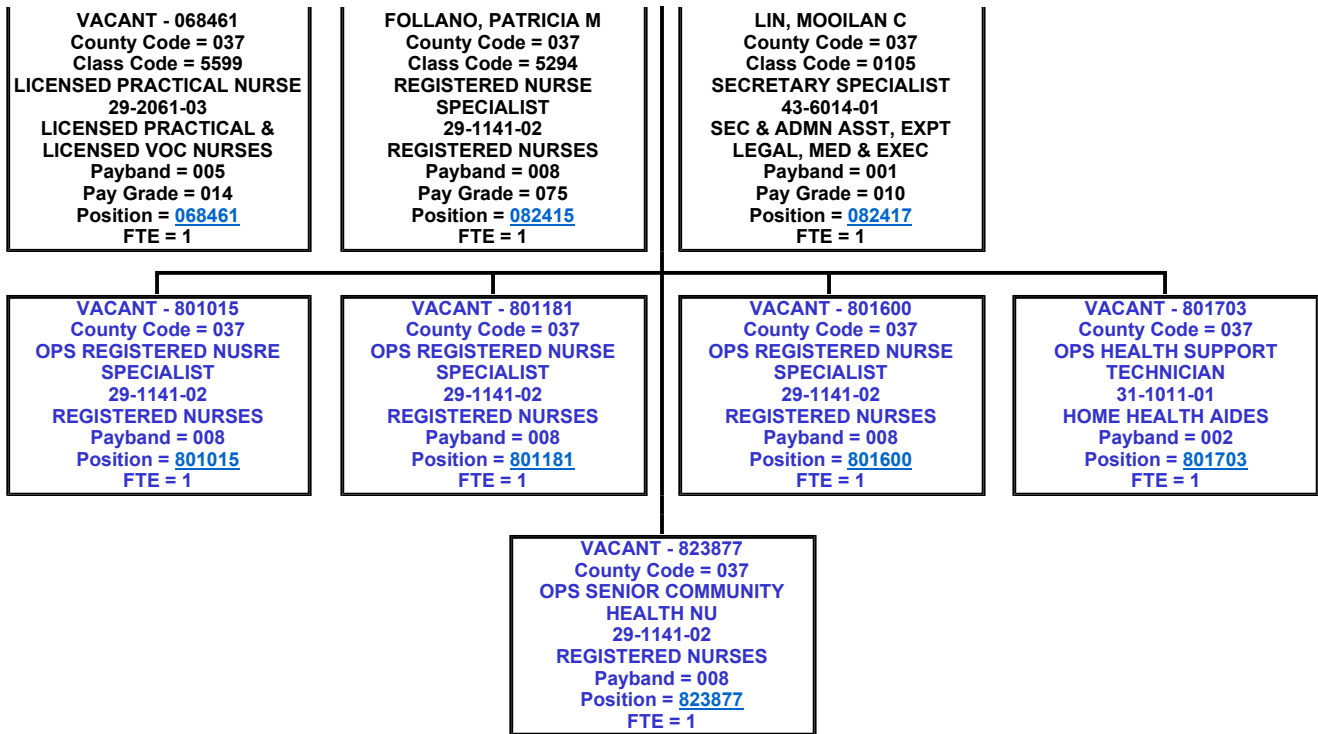 VACANT - 068461
County Code = 037
Class Code = 5599
LICENSED PRACTICAL NURSE
29-2061-03
LICENSED PRACTICAL &
LICENSED VOC NURSES
Payband = 005
Pay Grade = 014
Position = 068461
FTE = 1
FOLLANO, PATRICIA M
County Code = 037
Class Code = 5294
REGISTERED NURSE
SPECIALIST
29-1141-02
REGISTERED NURSES
Payband = 008
Pay Grade = 075
Position = 082415
FTE = 1
LIN, MOOILAN C
County Code = 037
Class Code = 0105
SECRETARY SPECIALIST
43-6014-01
SEC & ADMN ASST, EXPT
LEGAL, MED & EXEC
Payband = 001
Pay Grade = 010
Position = 082417
FTE = 1
VACANT - 801015
County Code = 037
OPS REGISTERED NUSRE
SPECIALIST
29-1141-02
REGISTERED NURSES
Payband = 008
Position = 801015
FTE = 1
VACANT - 801181
County Code = 037
OPS REGISTERED NURSE
SPECIALIST
29-1141-02
REGISTERED NURSES
Payband = 008
Position = 801181
FTE = 1
VACANT - 801600
County Code = 037
OPS REGISTERED NURSE
SPECIALIST
29-1141-02
REGISTERED NURSES
Payband = 008
Position = 801600
FTE = 1
VACANT - 801703
County Code = 037
OPS HEALTH SUPPORT
TECHNICIAN
31-1011-01
HOME HEALTH AIDES
Payband = 002
Position = 801703
FTE = 1
VACANT - 823877
County Code = 037
OPS SENIOR COMMUNITY
HEALTH NU
29-1141-02
REGISTERED NURSES
Payband = 008
Position = 823877
FTE = 1